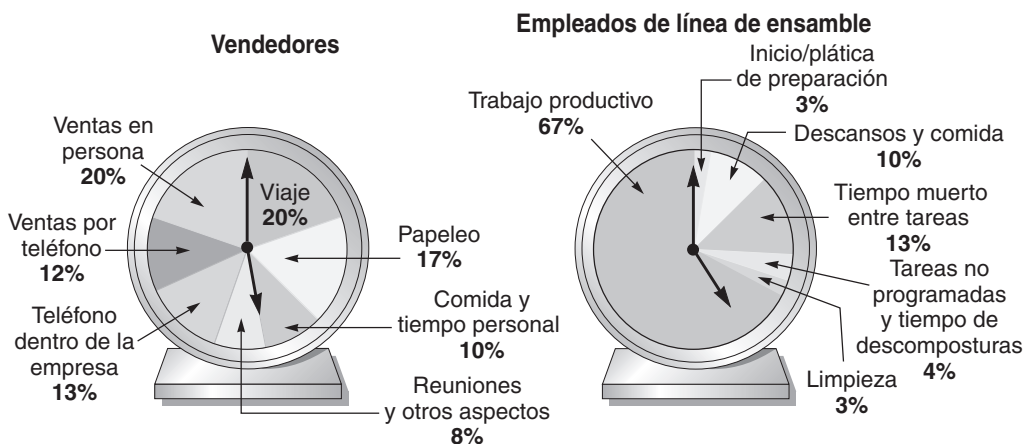 Vendedores
Ventas en
persona
20%
Viaje
20%
Ventas por
teléfono
12%
Papeleo
17%
Teléfono
dentro de la
empresa
13%
Comida y
tiempo personal
10%
Reuniones
y otros aspectos
8%
Empleados de línea de ensamble
Inicio/plática
de preparación
3%
Trabajo productivo
67%
Descansos y comida
10%
Tiempo muerto
entre tareas
13%
Tareas no
programadas
y tiempo de
descomposturas
4%
Limpieza
3%